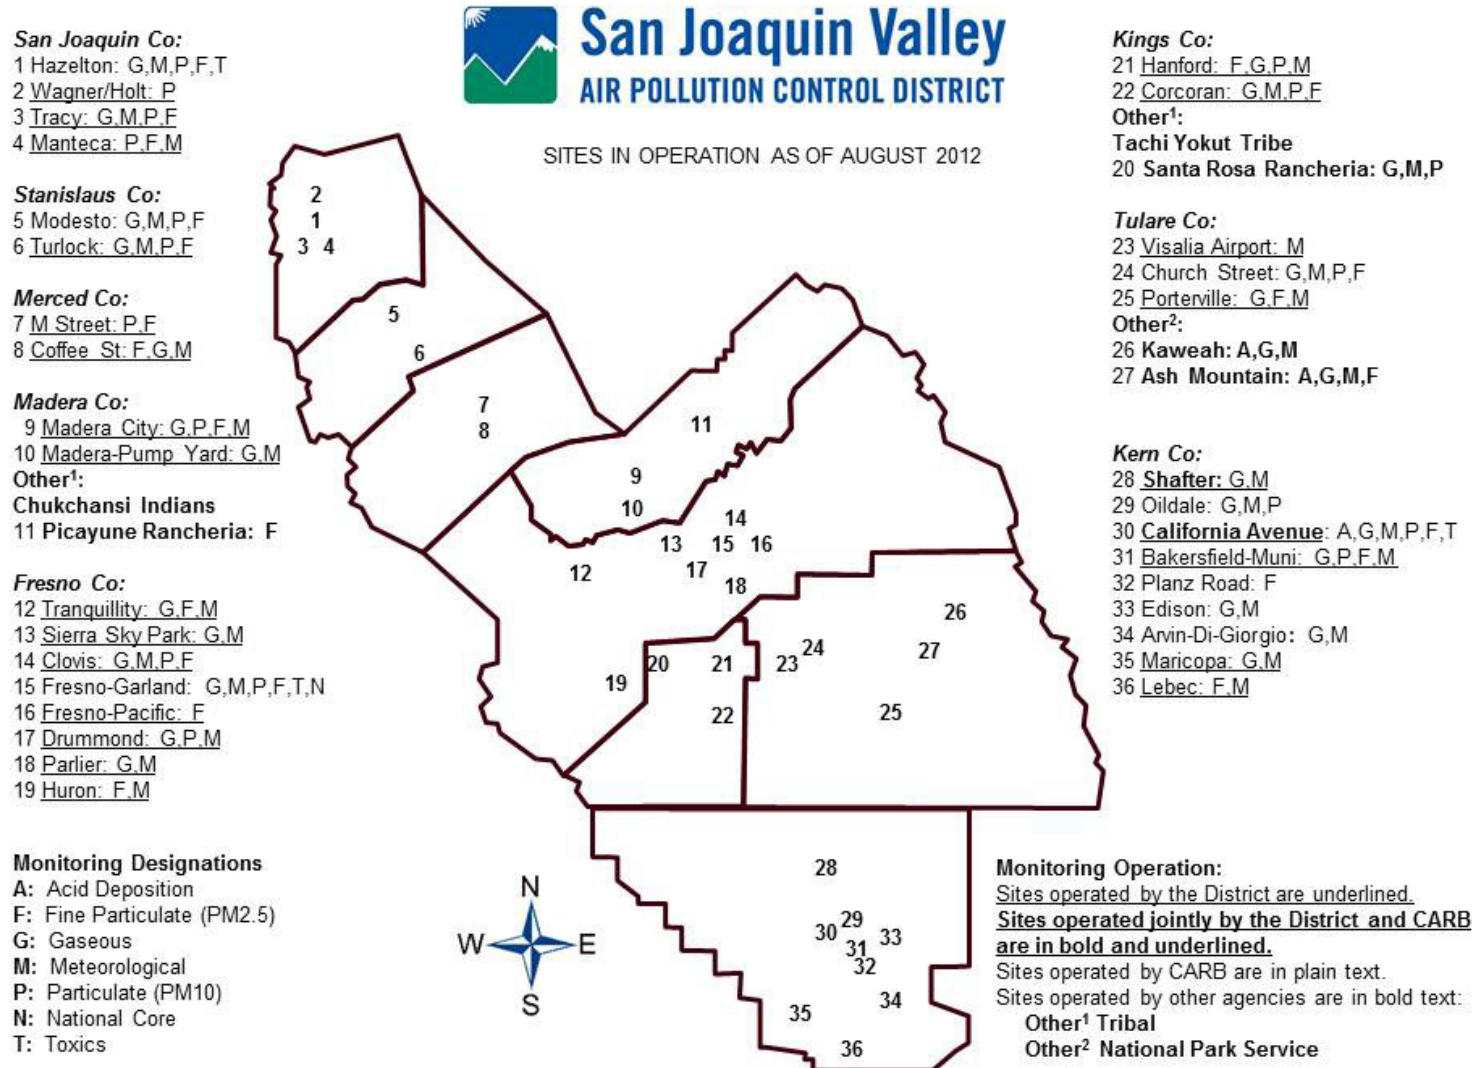 San Joaquin Valley
AIR POLLUTION CONTROL DISTRICT
SITES IN OPERATION AS OF AUGUST 2012
San Joaquin Co:
1 Hazelton: G,M,P,F,T
2 Wagner/Holt: P
3 Tracy: G,M,P,F
4 Manteca: P,F,M
Stanislaus Co:
5 Modesto: G,M,P,F
6 Turlock: G,M,P,F
Merced Co:
7 M Street: P,F
8 Coffee St: F,G,M
Madera Co:
9 Madera City: G,P,F,M
10 Madera-Pump Yard: G,M
Other¹:
Chukchansi Indians
11 Picayune Rancheria: F
Fresno Co:
12 Tranquillity: G,F,M
13 Sierra Sky Park: G,M
14 Clovis: G,M,P,F
15 Fresno-Garland: G,M,P,F,T,N
16 Fresno-Pacific: F
17 Drummond: G,P,M
18 Parlier: G,M
19 Huron: F,M
Monitoring Designations
A: Acid Deposition
F: Fine Particulate (PM2.5)
G: Gaseous
M: Meteorological
P: Particulate (PM10)
N: National Core
T: Toxics
2
1
3 4
5
6
7
8
11
9
10
14
13 15 16
12 17
18
26
24 27
20 21 23
19
22 25
28
29
30 33
31
32
34
35
36
N
W E
S
Kings Co:
21 Hanford: F,G,P,M
22 Corcoran: G,M,P,F
Other¹:
Tachi Yokut Tribe
20 Santa Rosa Rancheria: G,M,P
Tulare Co:
23 Visalia Airport: M
24 Church Street: G,M,P,F
25 Porterville: G,F,M
Other²:
26 Kaweah: A,G,M
27 Ash Mountain: A,G,M,F
Kern Co:
28 Shafter: G,M
29 Oildale: G,M,P
30 California Avenue: A,G,M,P,F,T
31 Bakersfield-Muni: G,P,F,M
32 Planz Road: F
33 Edison: G,M
34 Arvin-Di-Giorgio: G,M
35 Maricopa: G,M
36 Lebec: F,M
Monitoring Operation:
Sites operated by the District are underlined.
Sites operated jointly by the District and CARB
are in bold and underlined.
Sites operated by CARB are in plain text.
Sites operated by other agencies are in bold text:
Other¹ Tribal
Other² National Park Service